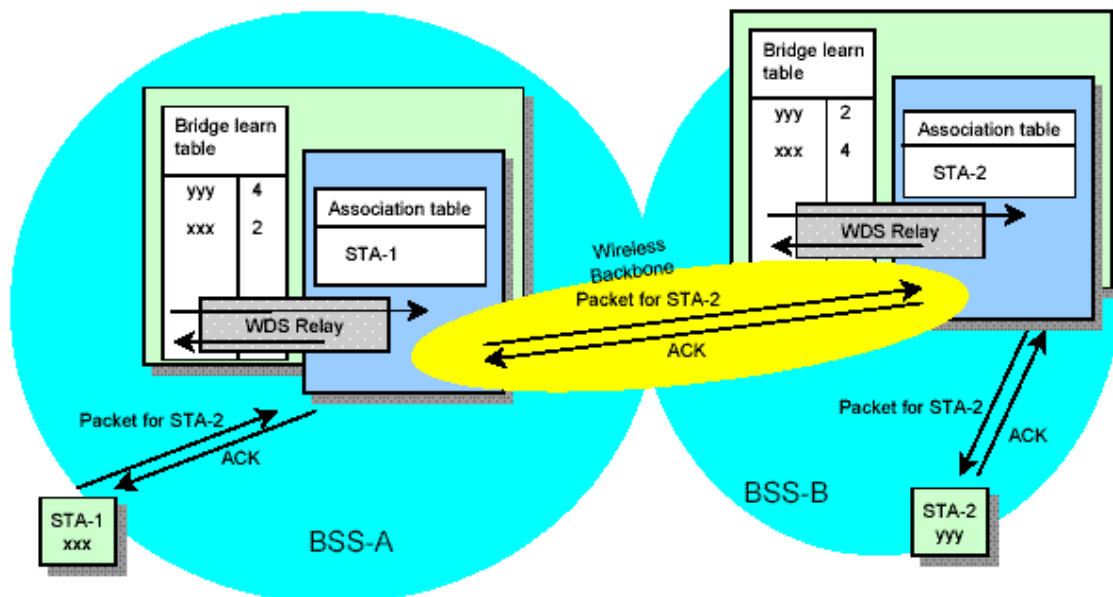 Bridge learn
table
yyy 4
xxx 2
Association table
STA-1
WDS Relay
Packet for STA-2
ACK
STA-1
xxx
BSS-A
Wireless
Backbone
Packet for STA-2
ACK
Bridge learn
table
yyy 2
xxx 4
Association table
STA-2
WDS Relay
Packet for STA-2
ACK
BSS-B
STA-2
yyy